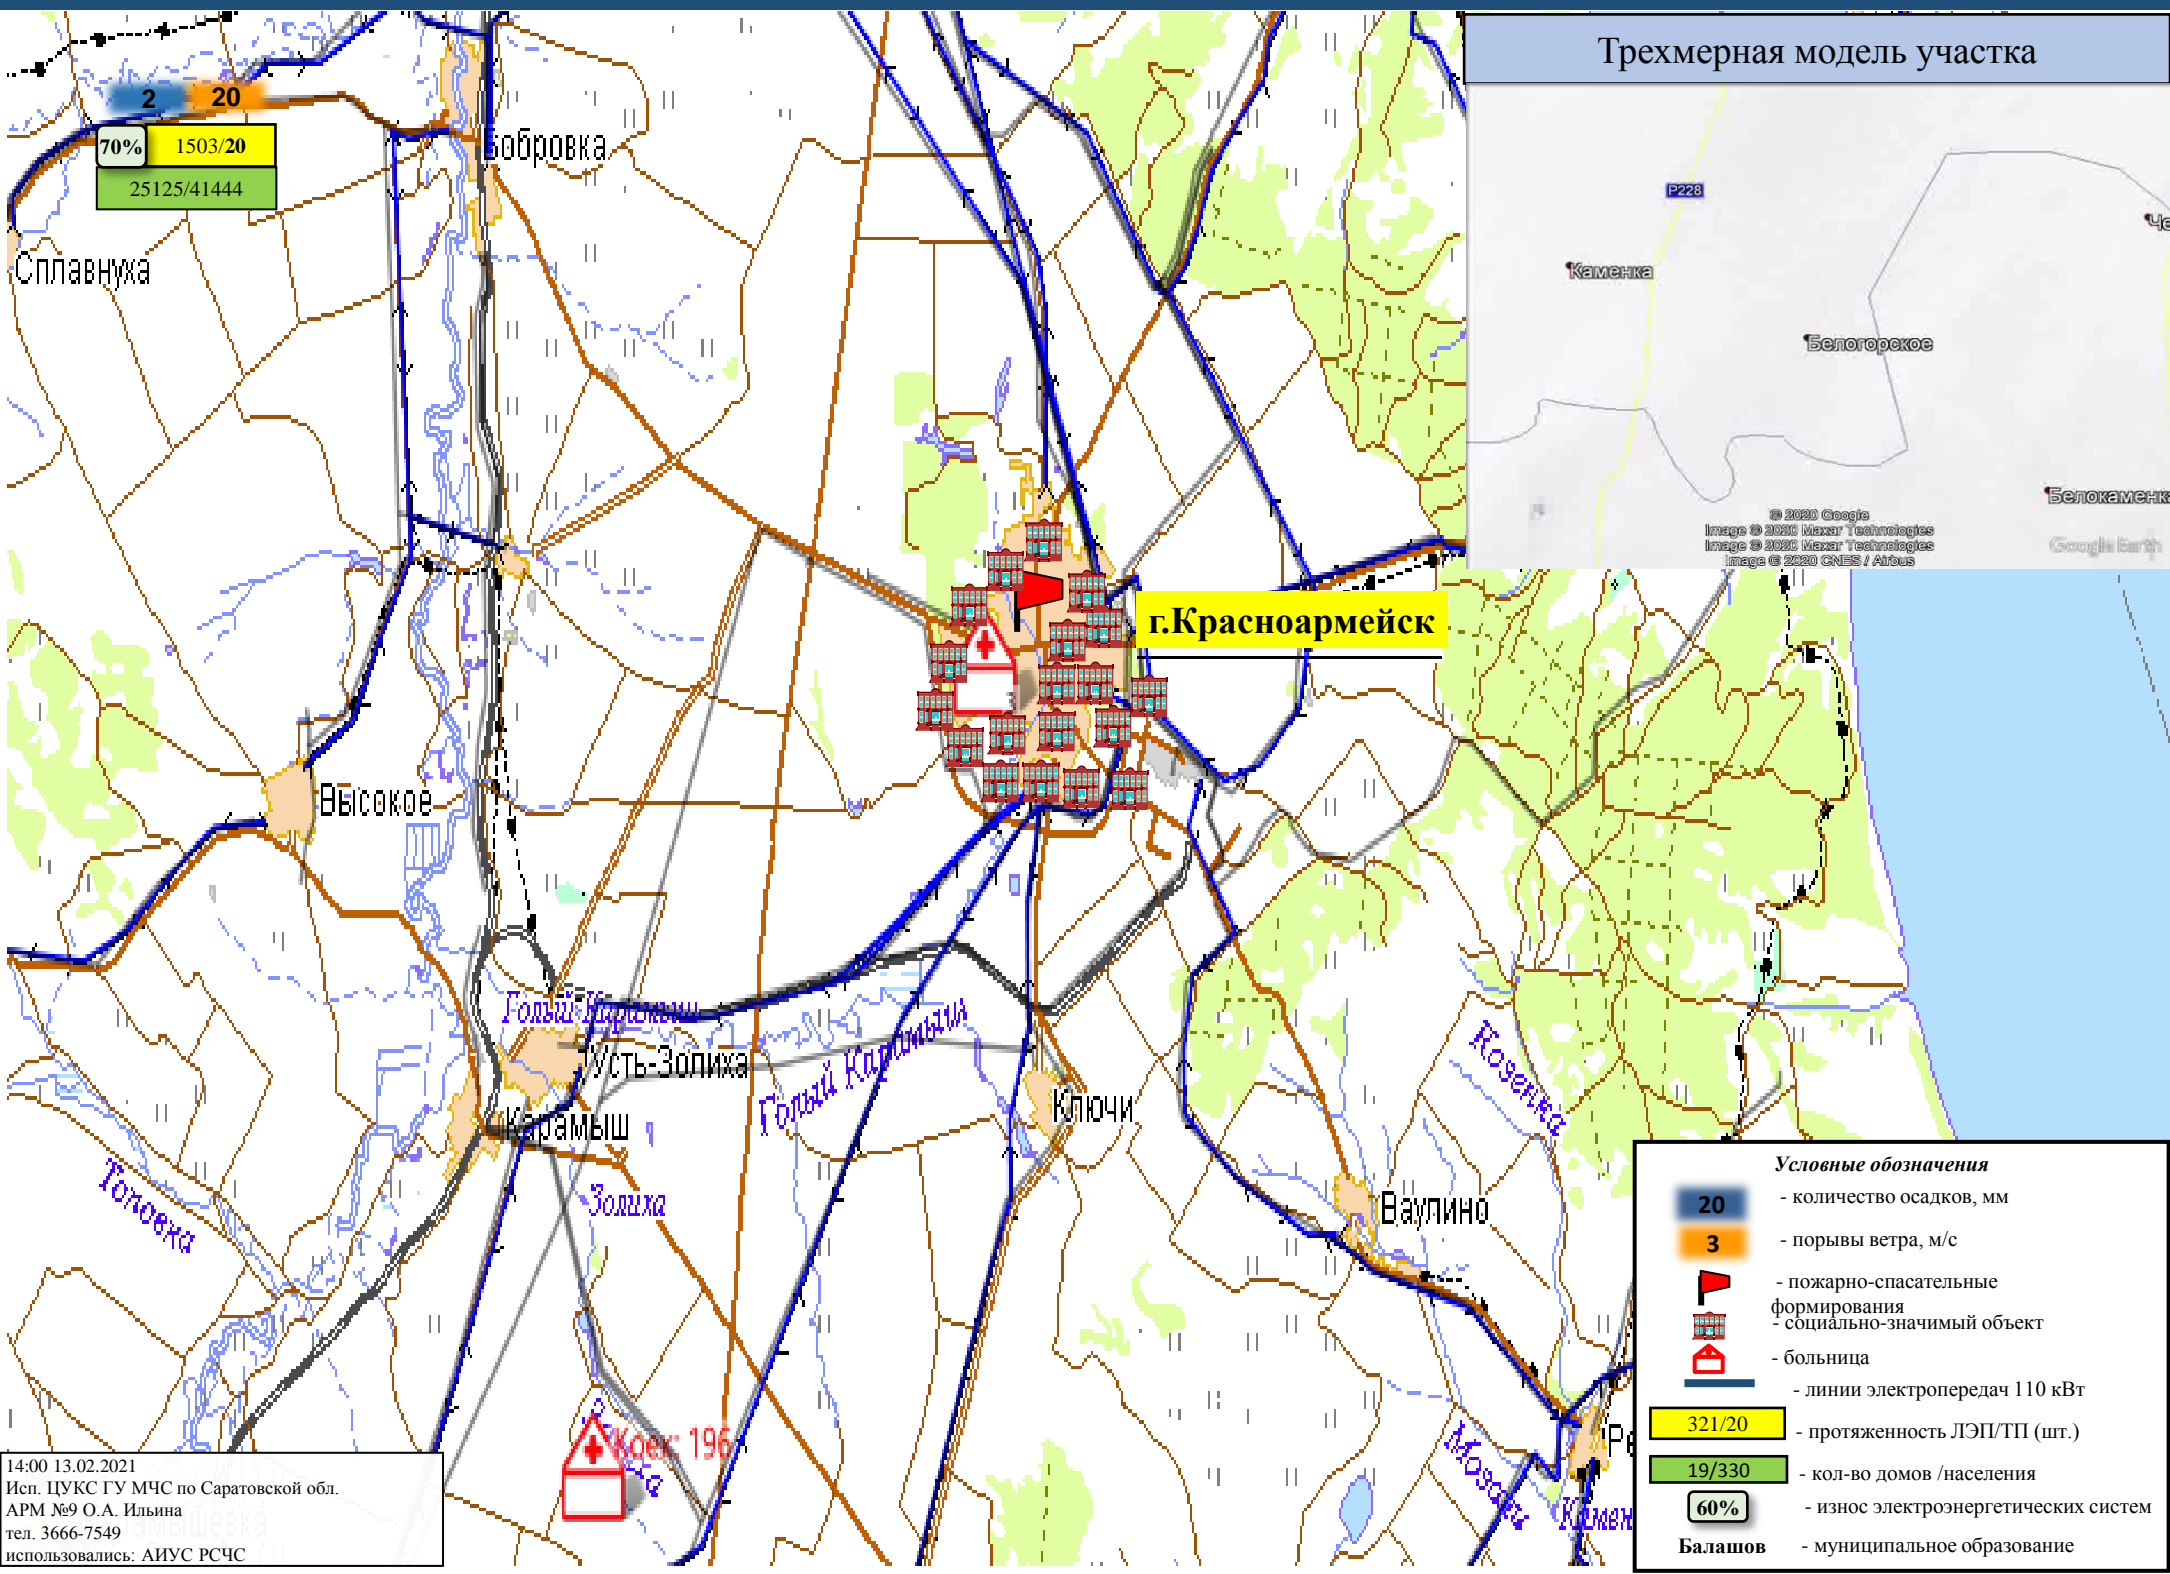 Трехмерная модель участка
2 20
70% 1503/20
25125/41444
Бобровка
Сплавнуха
Р228
Каменка
Белогорское
Белокаменка
© 2020 Google
Image © 2020 Maxar Technologies
Image © 2020 Maxar Technologies
Image © 2020 CNES / Airbus
Google Earth
г.Красноармейск
Высокое
Голый Карамыш
Усть-Золиха
Голый Карамыш
Карамыш
Ключи
Золиха
Топовка
Ваулино
Коек: 196
14:00 13.02.2021
Исп. ЦУКС ГУ МЧС по Саратовской обл.
АРМ №9 О.А. Ильина
тел. 3666-7549
использовались: АИУС РСЧС
Условные обозначения
20 - количество осадков, мм
3 - порывы ветра, м/с
- пожарно-спасательные
формирования
- социально-значимый объект
- больница
- линии электропередач 110 кВт
321/20 - протяженность ЛЭП/ТП (шт.)
19/330 - кол-во домов /населения
60% - износ электроэнергетических систем
Балашов - муниципальное образование